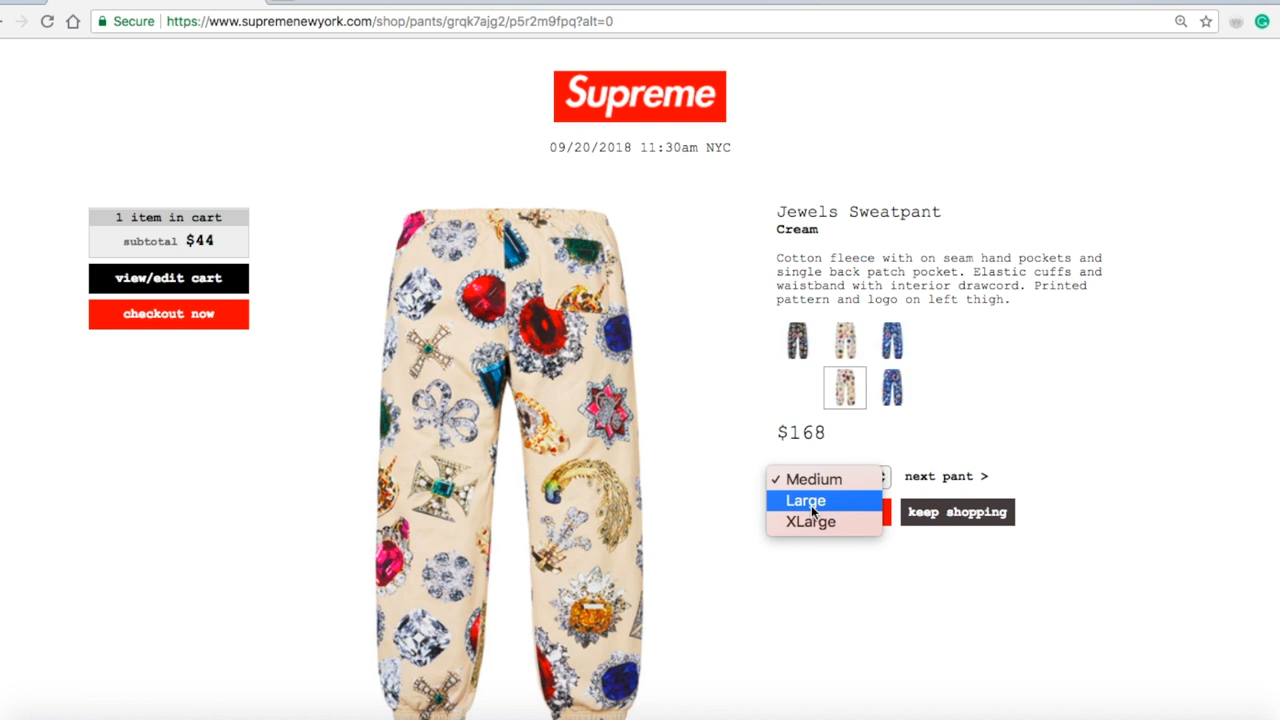 Secure https://www.supremenewyork.com/shop/pants/grqk7ajg2/p5r2m9fpq?alt=0
Supreme
09/20/2018 11:30am NYC
1 item in cart
subtotal $44
view/edit cart
checkout now
Jewels Sweatpant
Cream
Cotton fleece with on seam hand pockets and
single back patch pocket. Elastic cuffs and
waistband with interior drawcord. Printed
pattern and logo on left thigh.
$168
✓ Medium
Large
XLarge
next pant >
keep shopping